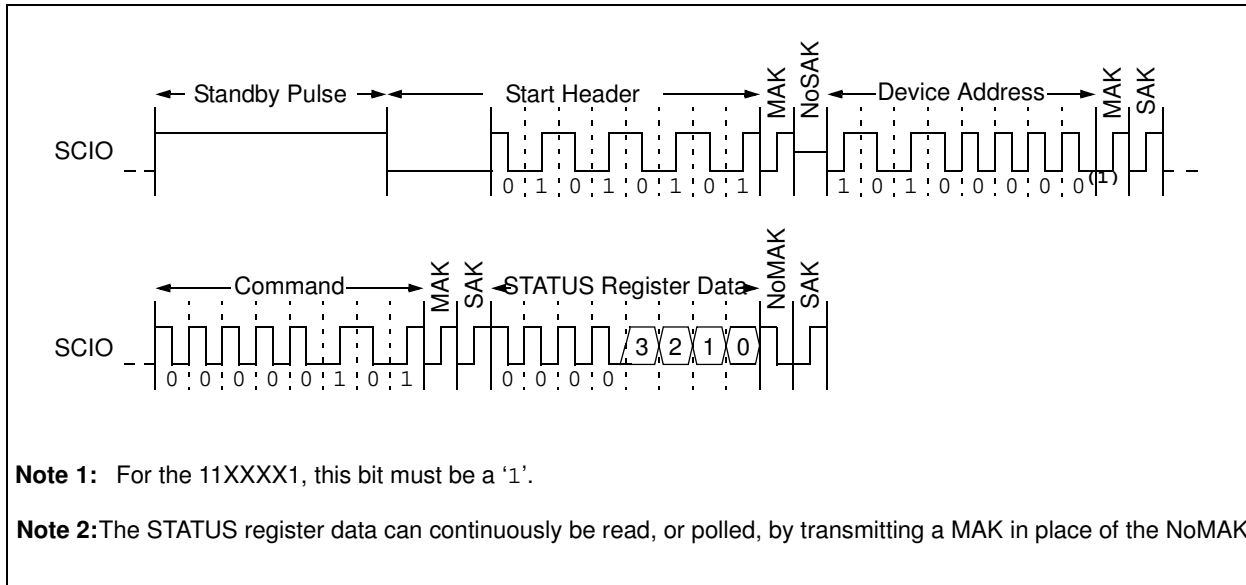 MAK NoSAK MAK SAK
Standby Pulse Start Header Device Address
SCIO
0 1 0 1 0 1 0 1 1 0 1 0 0 0 0 0(1)
MAK SAK NoMAK SAK
Command STATUS Register Data
SCIO 3 2 1 0
0 0 0 0 0 1 0 1 0 0 0 0
Note 1: For the 11XXXX1, this bit must be a ‘1’.
Note 2:The STATUS register data can continuously be read, or polled, by transmitting a MAK in place of the NoMAK